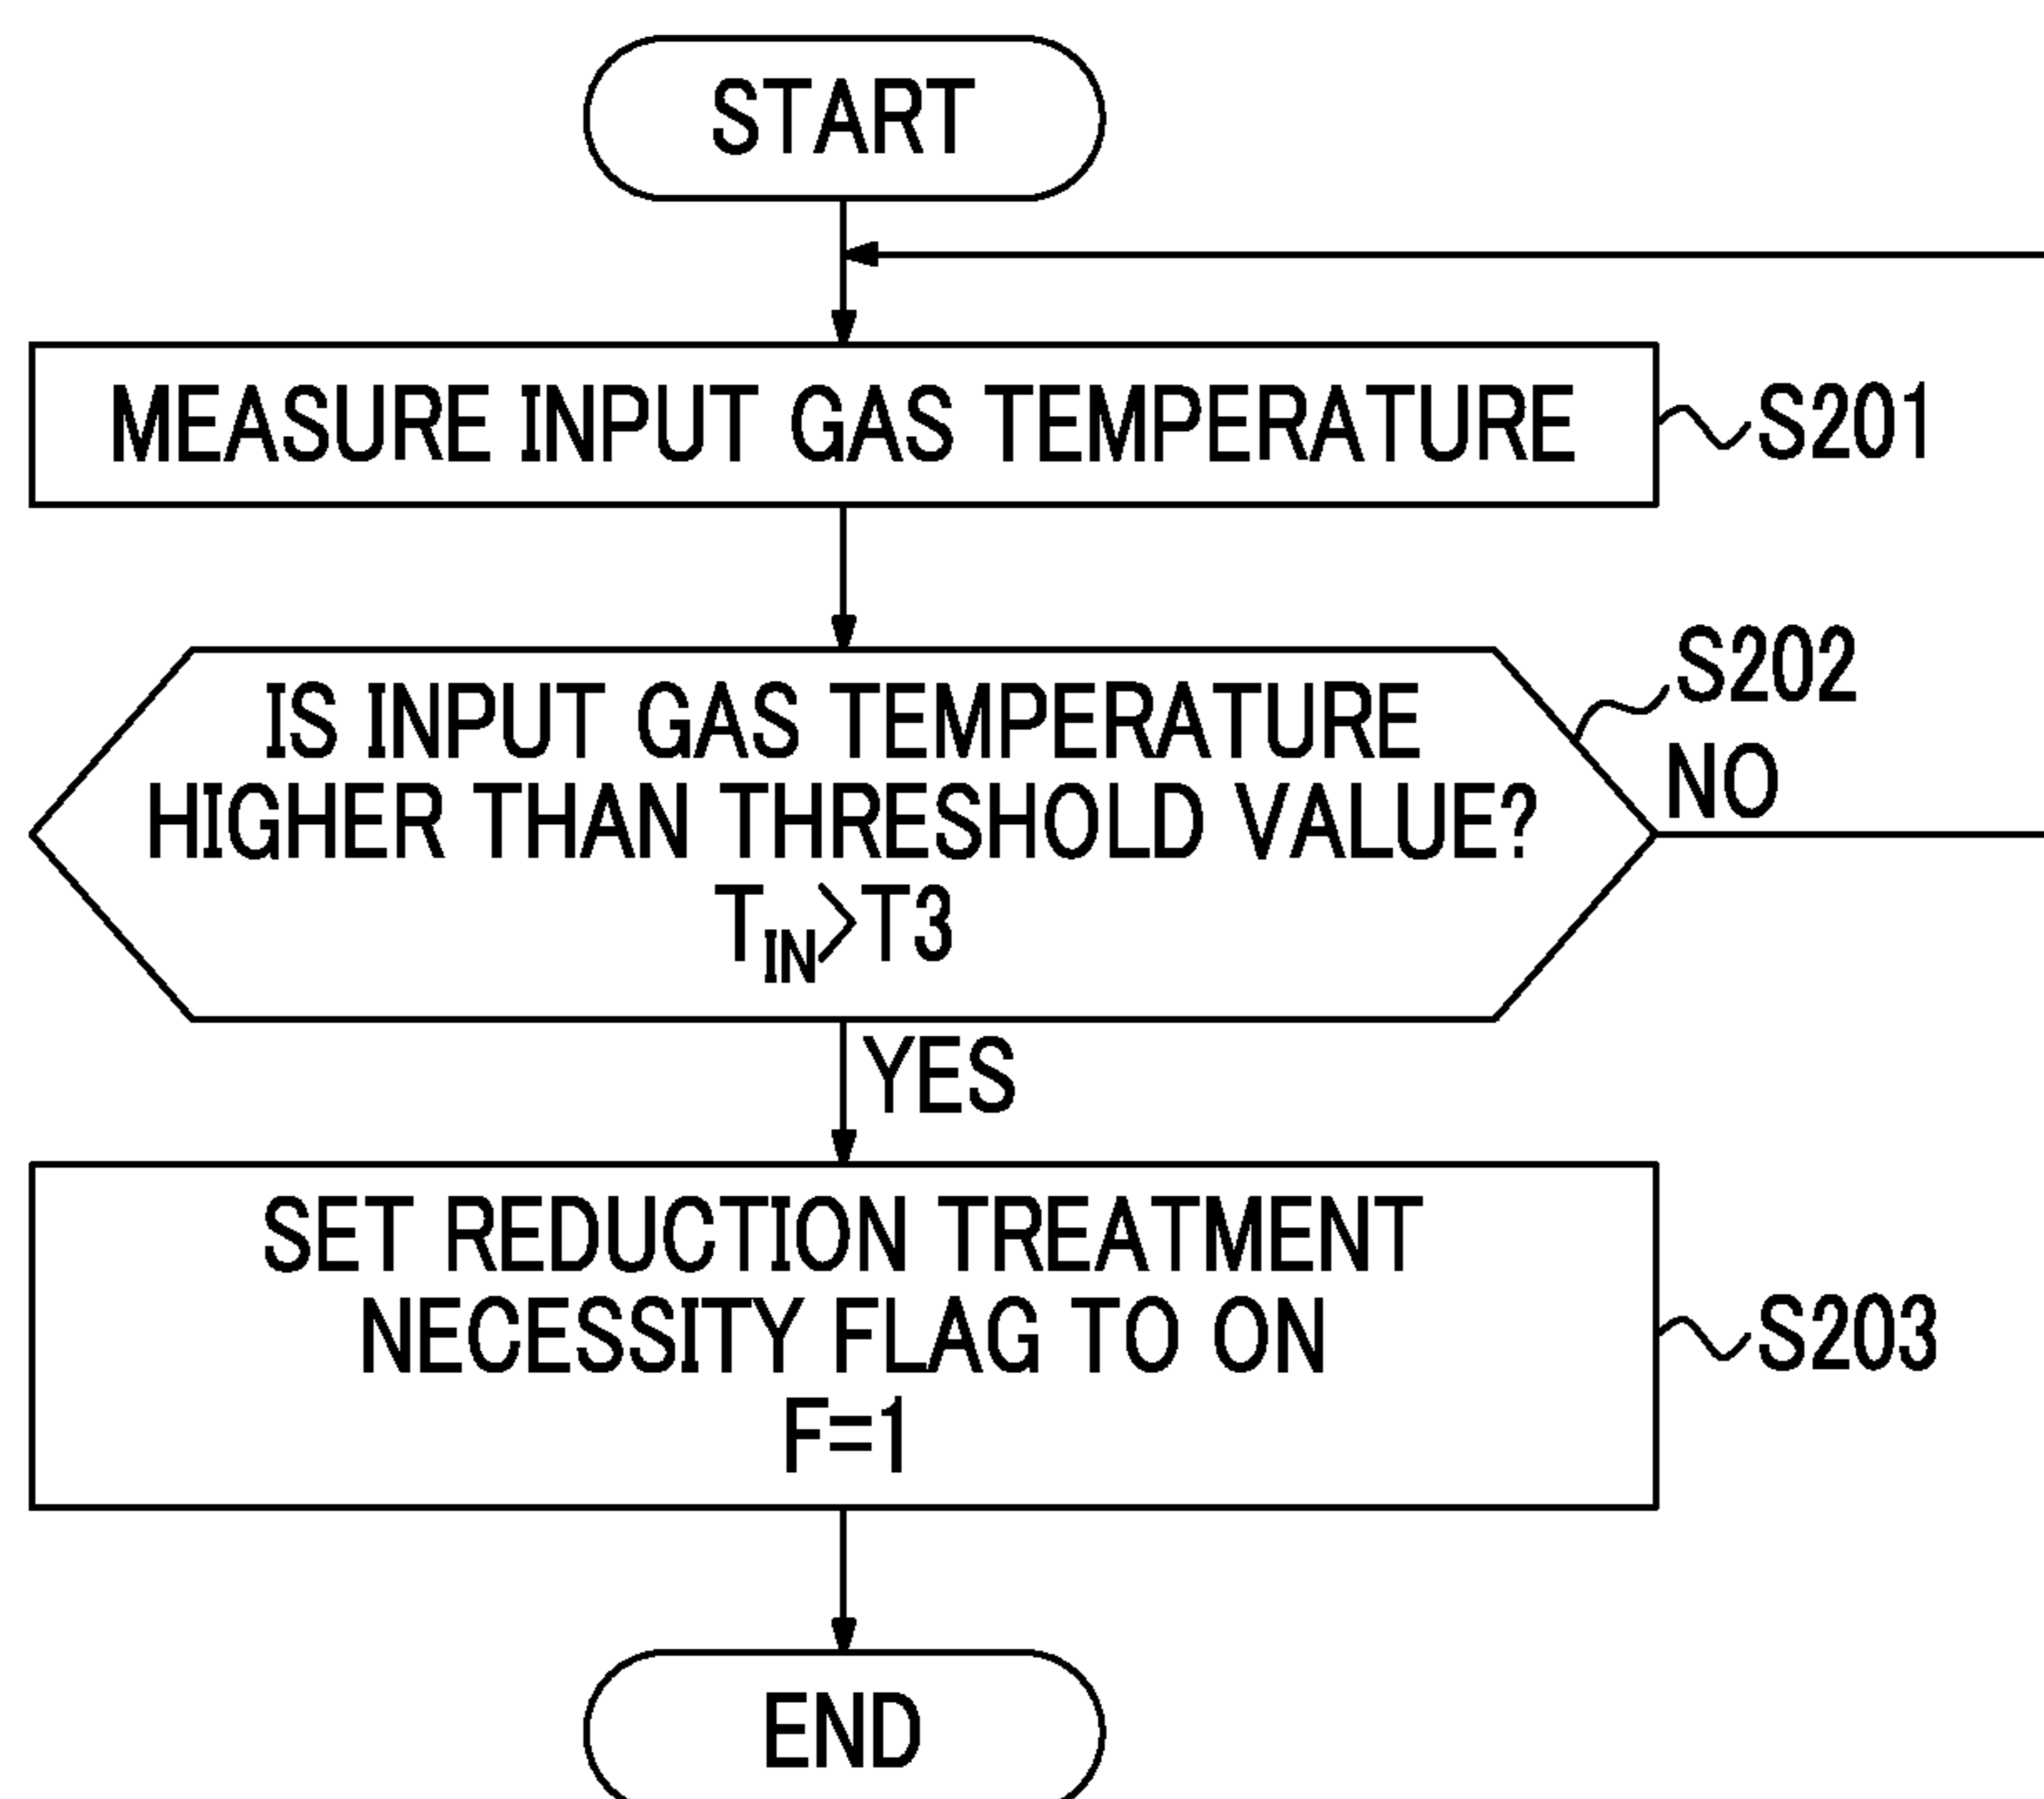 START
MEASURE INPUT GAS TEMPERATURE
S201
S202
IS INPUT GAS TEMPERATURE
HIGHER THAN THRESHOLD VALUE?
TIN>T3
NO
YES
SET REDUCTION TREATMENT
NECESSITY FLAG TO ON
F=1
S203
END